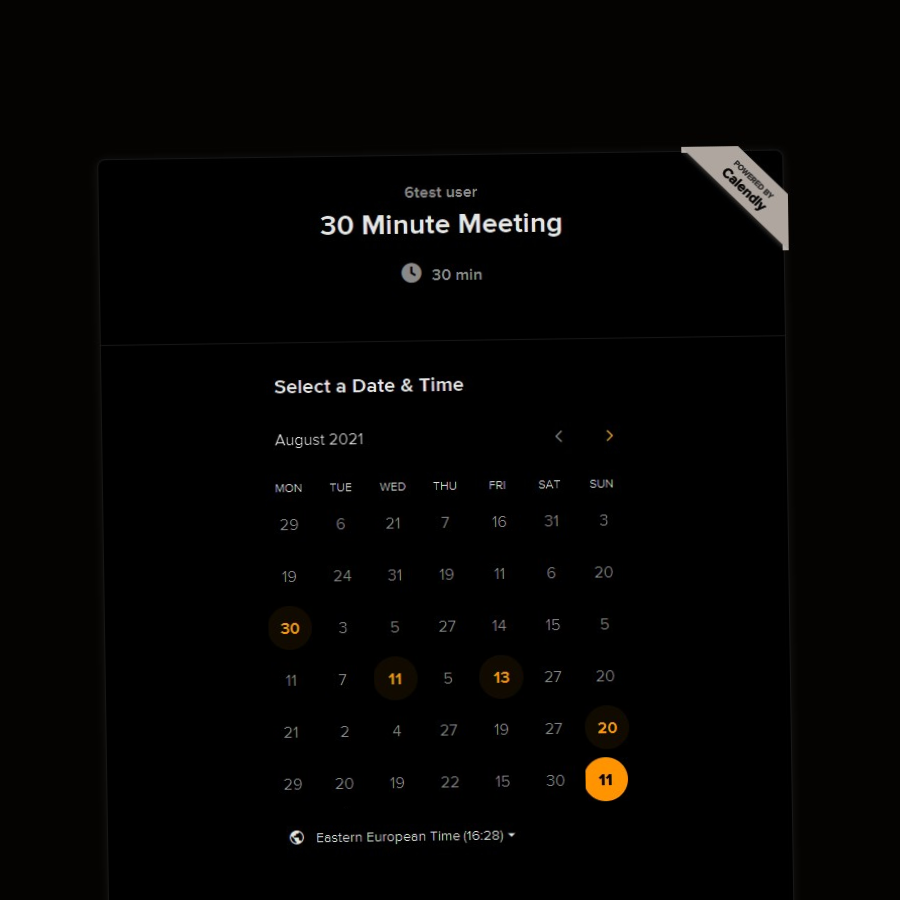 POWERED BY
Calendly
6test user
30 Minute Meeting
30 min
Select a Date & Time
August 2021
MON TUE WED THU FRI SAT SUN
29 6 21 7 16 31 3
19 24 31 19 11 6 20
30 3 5 27 14 15 5
11 7 11 5 13 27 20
21 2 4 27 19 27 20
29 20 19 22 15 30 11
Eastern European Time (16:28)